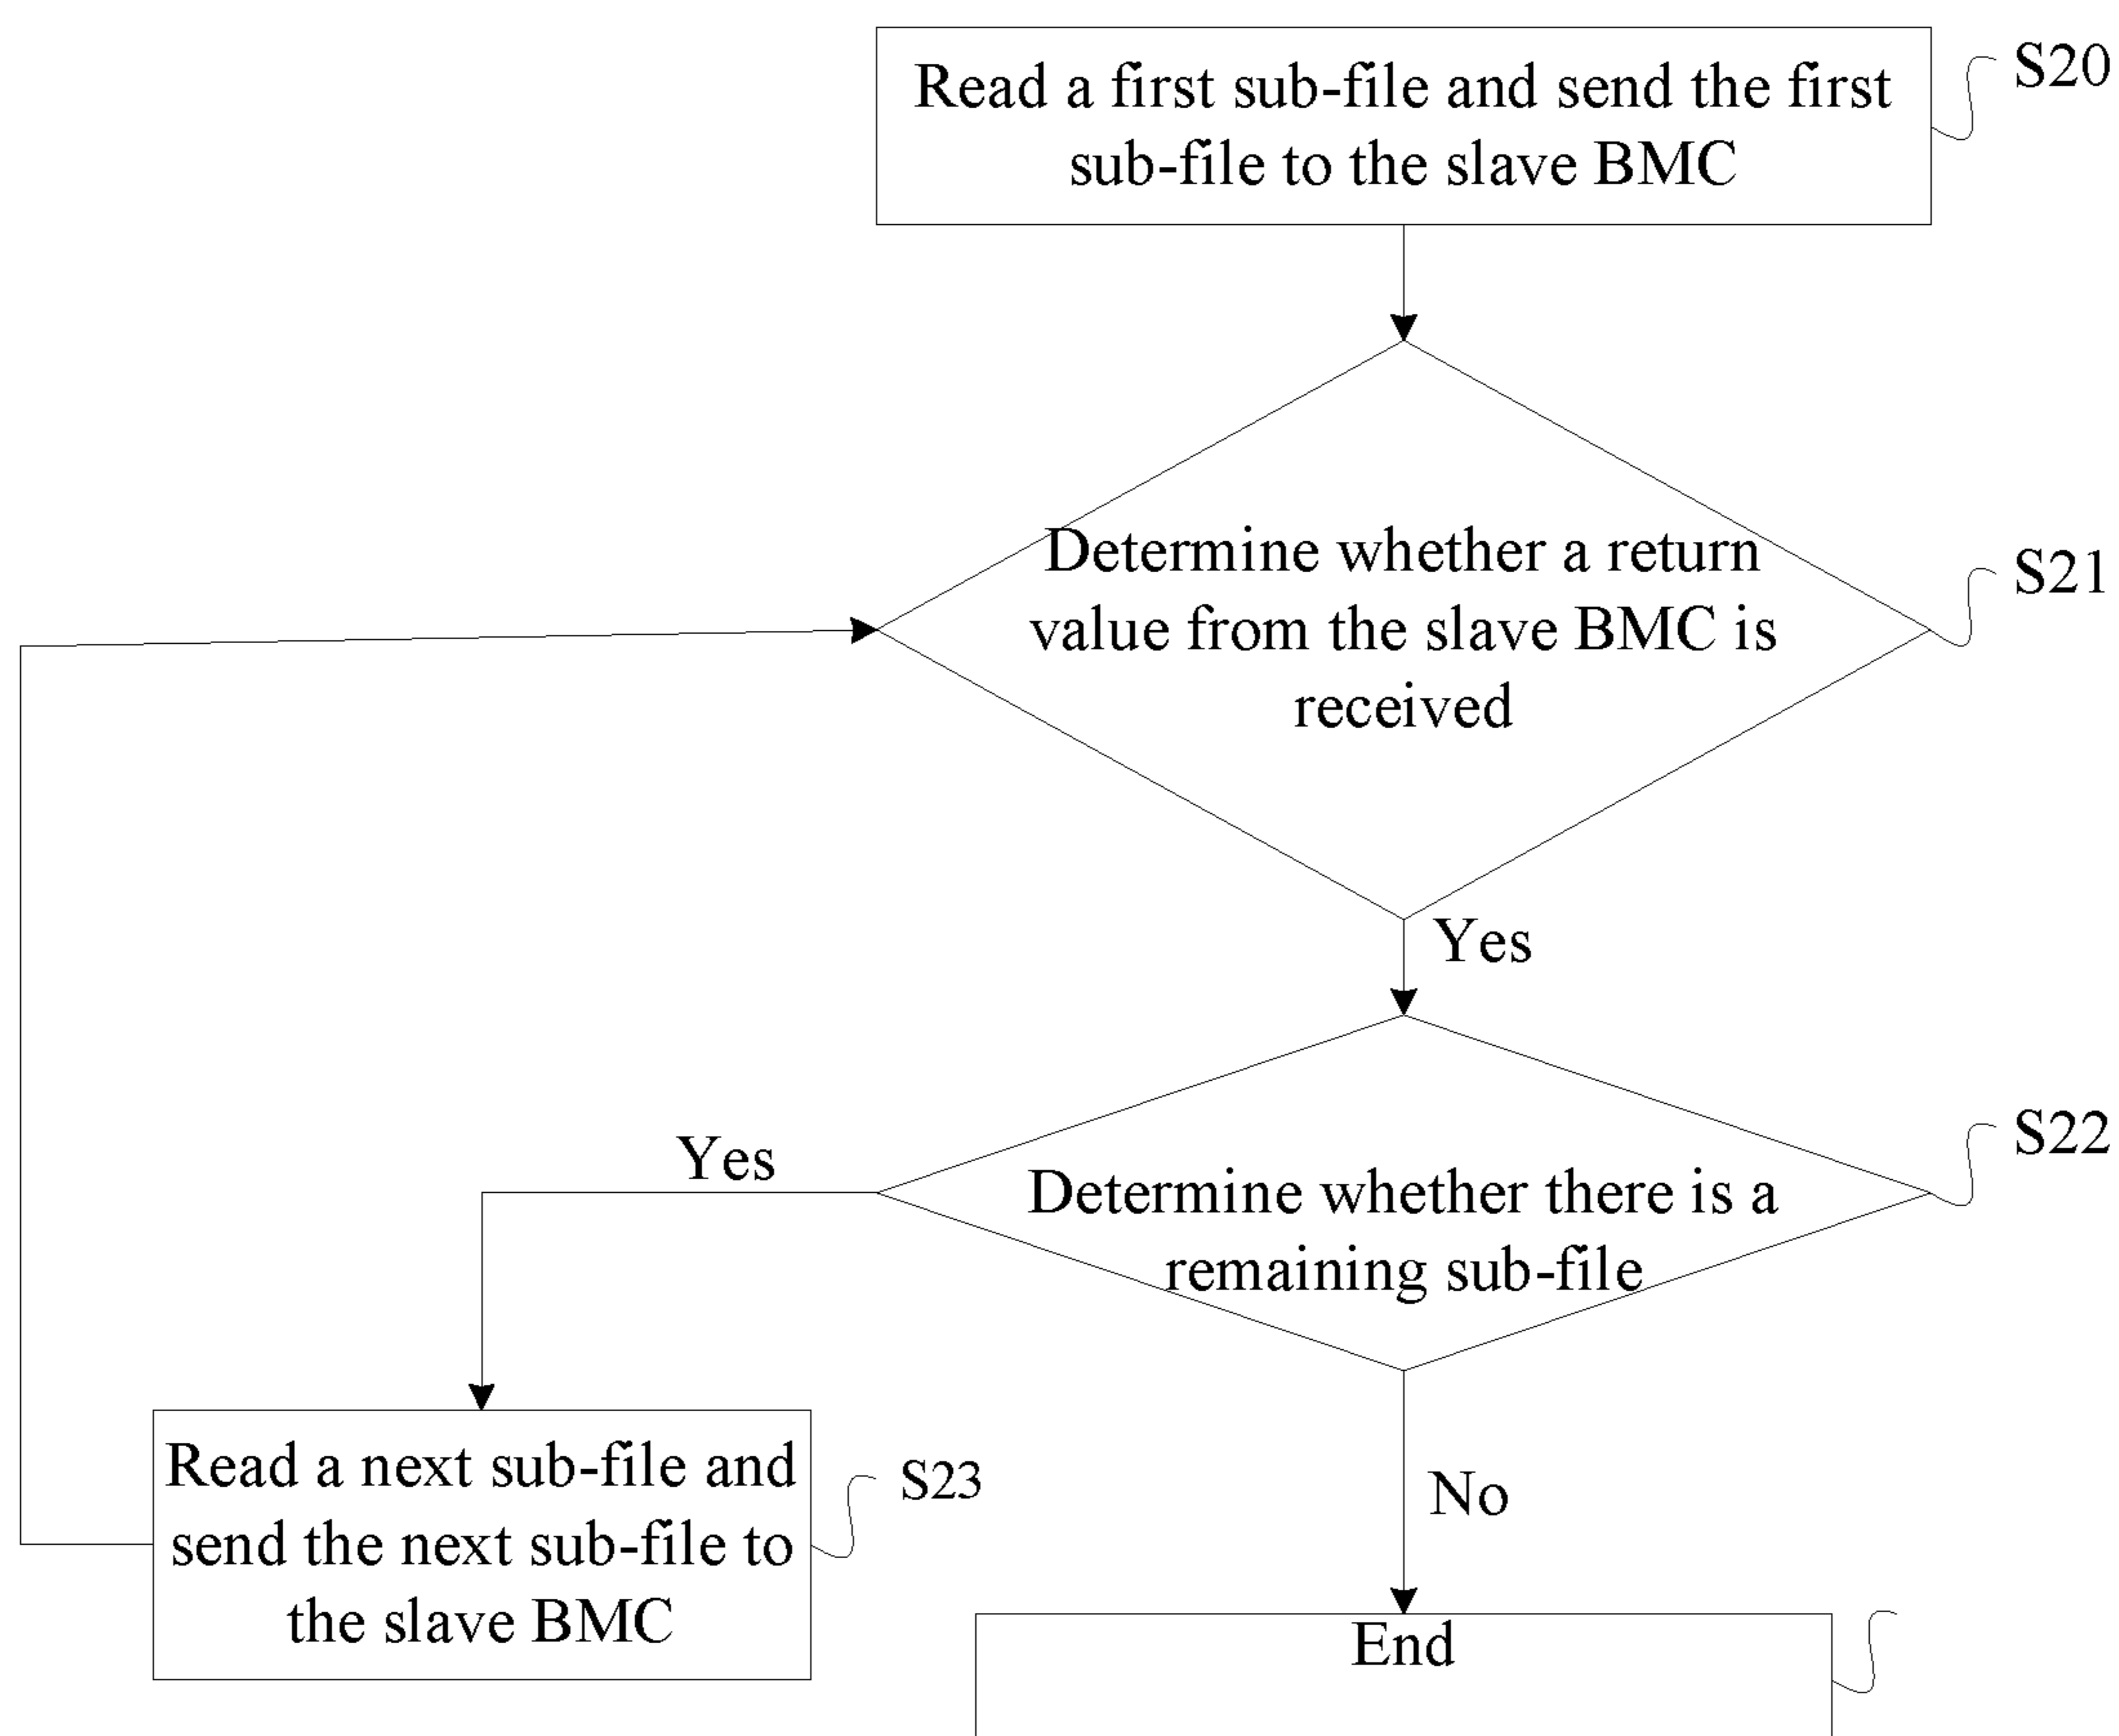 Read a first sub-file and send the first
sub-file to the slave BMC
S20
Determine whether a return
value from the slave BMC is
received
S21
Yes
Determine whether there is a
remaining sub-file
S22
Yes
Read a next sub-file and
send the next sub-file to
the slave BMC
S23
No
End